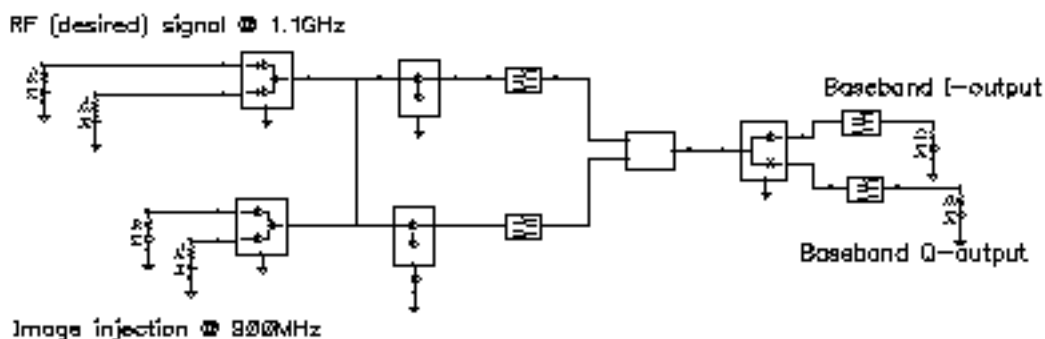 RF (desired) signal @ 1.1GHz
Baseband I-output
Baseband Q-output
Image injection @ 900MHz